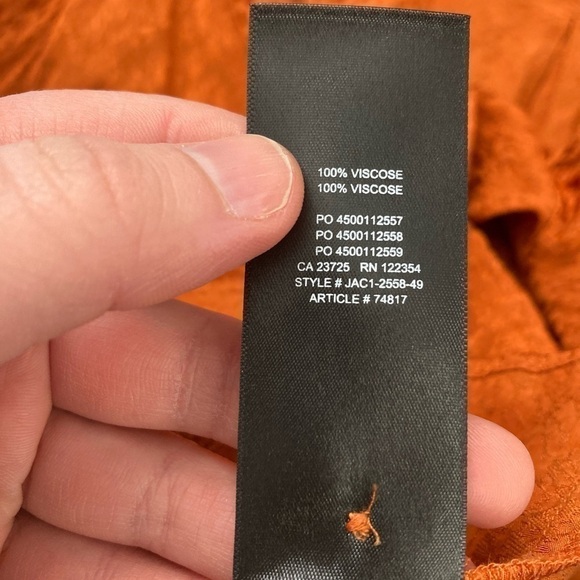 100% VISCOSE
100% VISCOSE
PO 4500112557
PO 4500112558
PO 4500112559
CA 23725 RN 122354
STYLE # JAC1-2558-49
ARTICLE # 74817